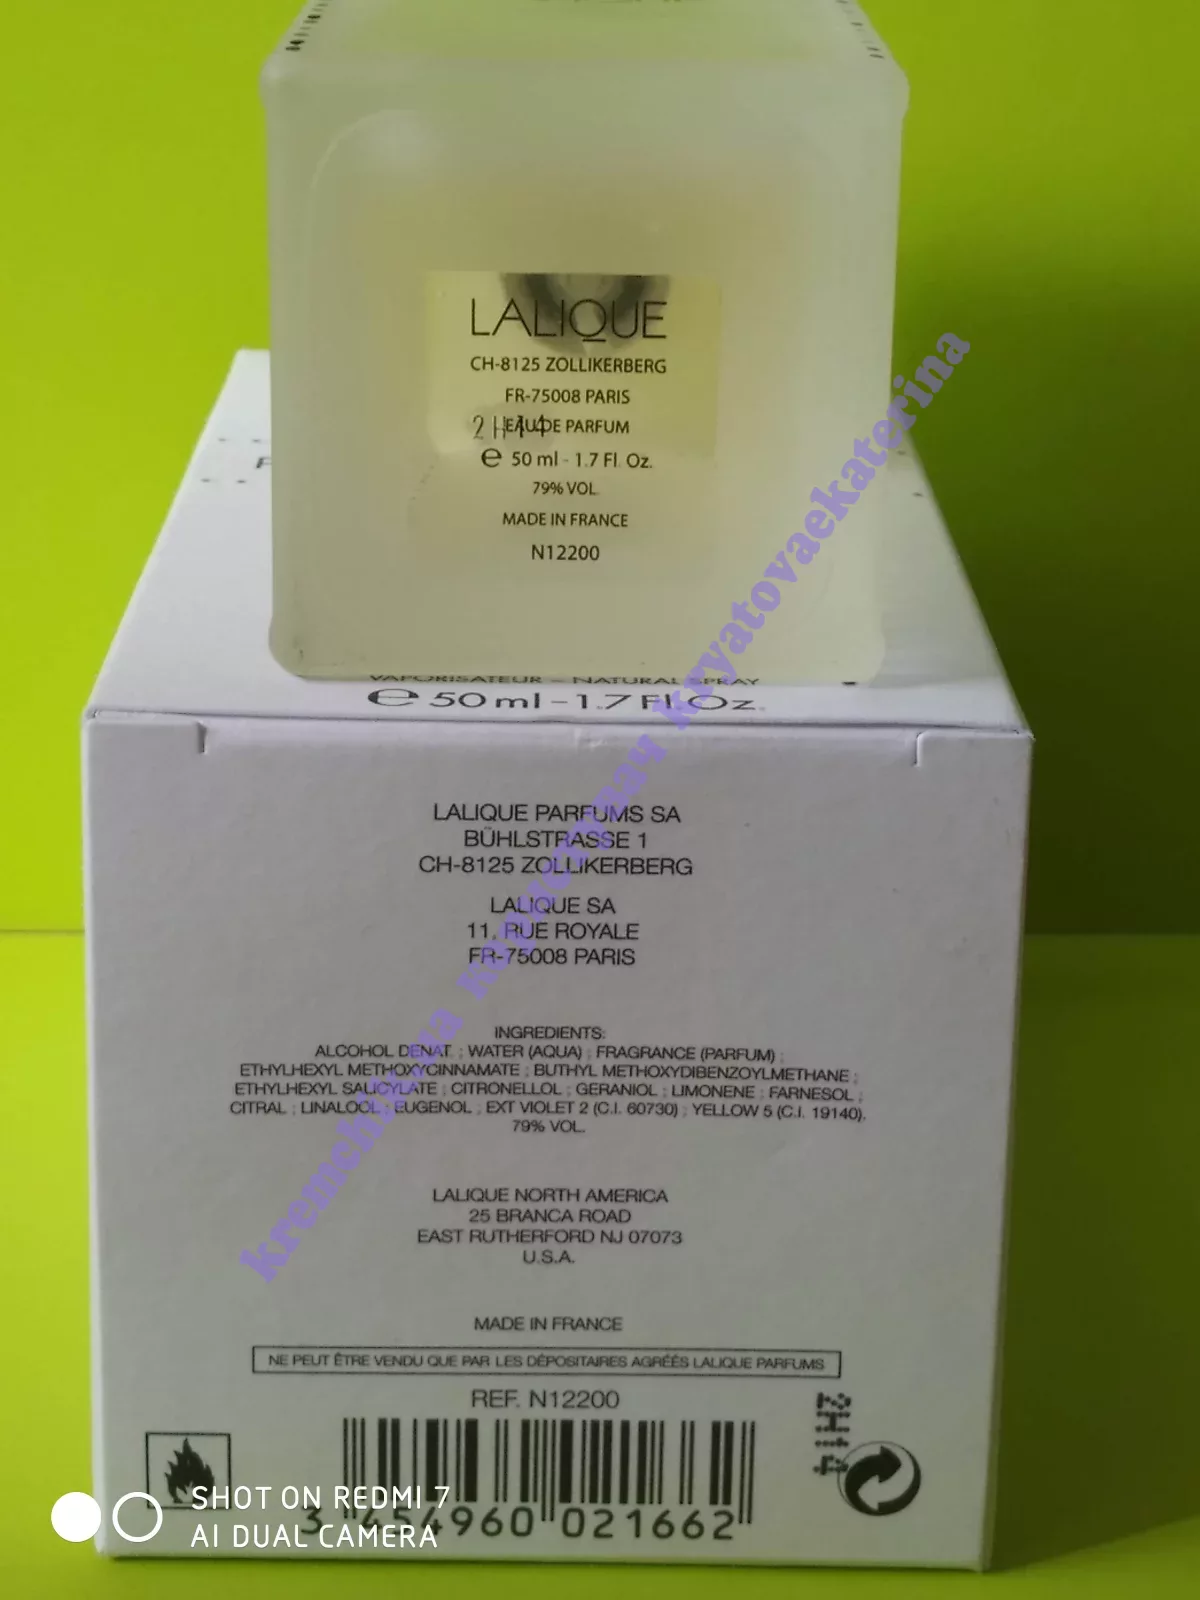 LALIQUE
CH-8125 ZOLLIKERBERG
FR-75008 PARIS
EAU DE PARFUM
2H14
e 50 ml - 1.7 Fl. Oz.
79% VOL.
MADE IN FRANCE
N12200
VAPORISATEUR - NATURAL SPRAY
e 50 ml - 1.7 Fl. Oz.
LALIQUE PARFUMS SA
BÜHLSTRASSE 1
CH-8125 ZOLLIKERBERG
LALIQUE SA
11, RUE ROYALE
FR-75008 PARIS
INGREDIENTS:
ALCOHOL DENAT. ; WATER (AQUA) ; FRAGRANCE (PARFUM) ;
ETHYLHEXYL METHOXYCINNAMATE ; BUTHYL METHOXYDIBENZOYLMETHANE ;
ETHYLHEXYL SALICYLATE ; CITRONELLOL ; GERANIOL ; LIMONENE ; FARNESOL ;
CITRAL ; LINALOOL ; EUGENOL ; EXT VIOLET 2 (C.I. 60730) ; YELLOW 5 (C.I. 19140).
79% VOL.
LALIQUE NORTH AMERICA
25 BRANCA ROAD
EAST RUTHERFORD NJ 07073
U.S.A.
MADE IN FRANCE
NE PEUT ÊTRE VENDU QUE PAR LES DÉPOSITAIRES AGRÉÉS LALIQUE PARFUMS
REF. N12200
2H14
3 454960 021662
SHOT ON REDMI 7
AI DUAL CAMERA
kryatovaekaterina